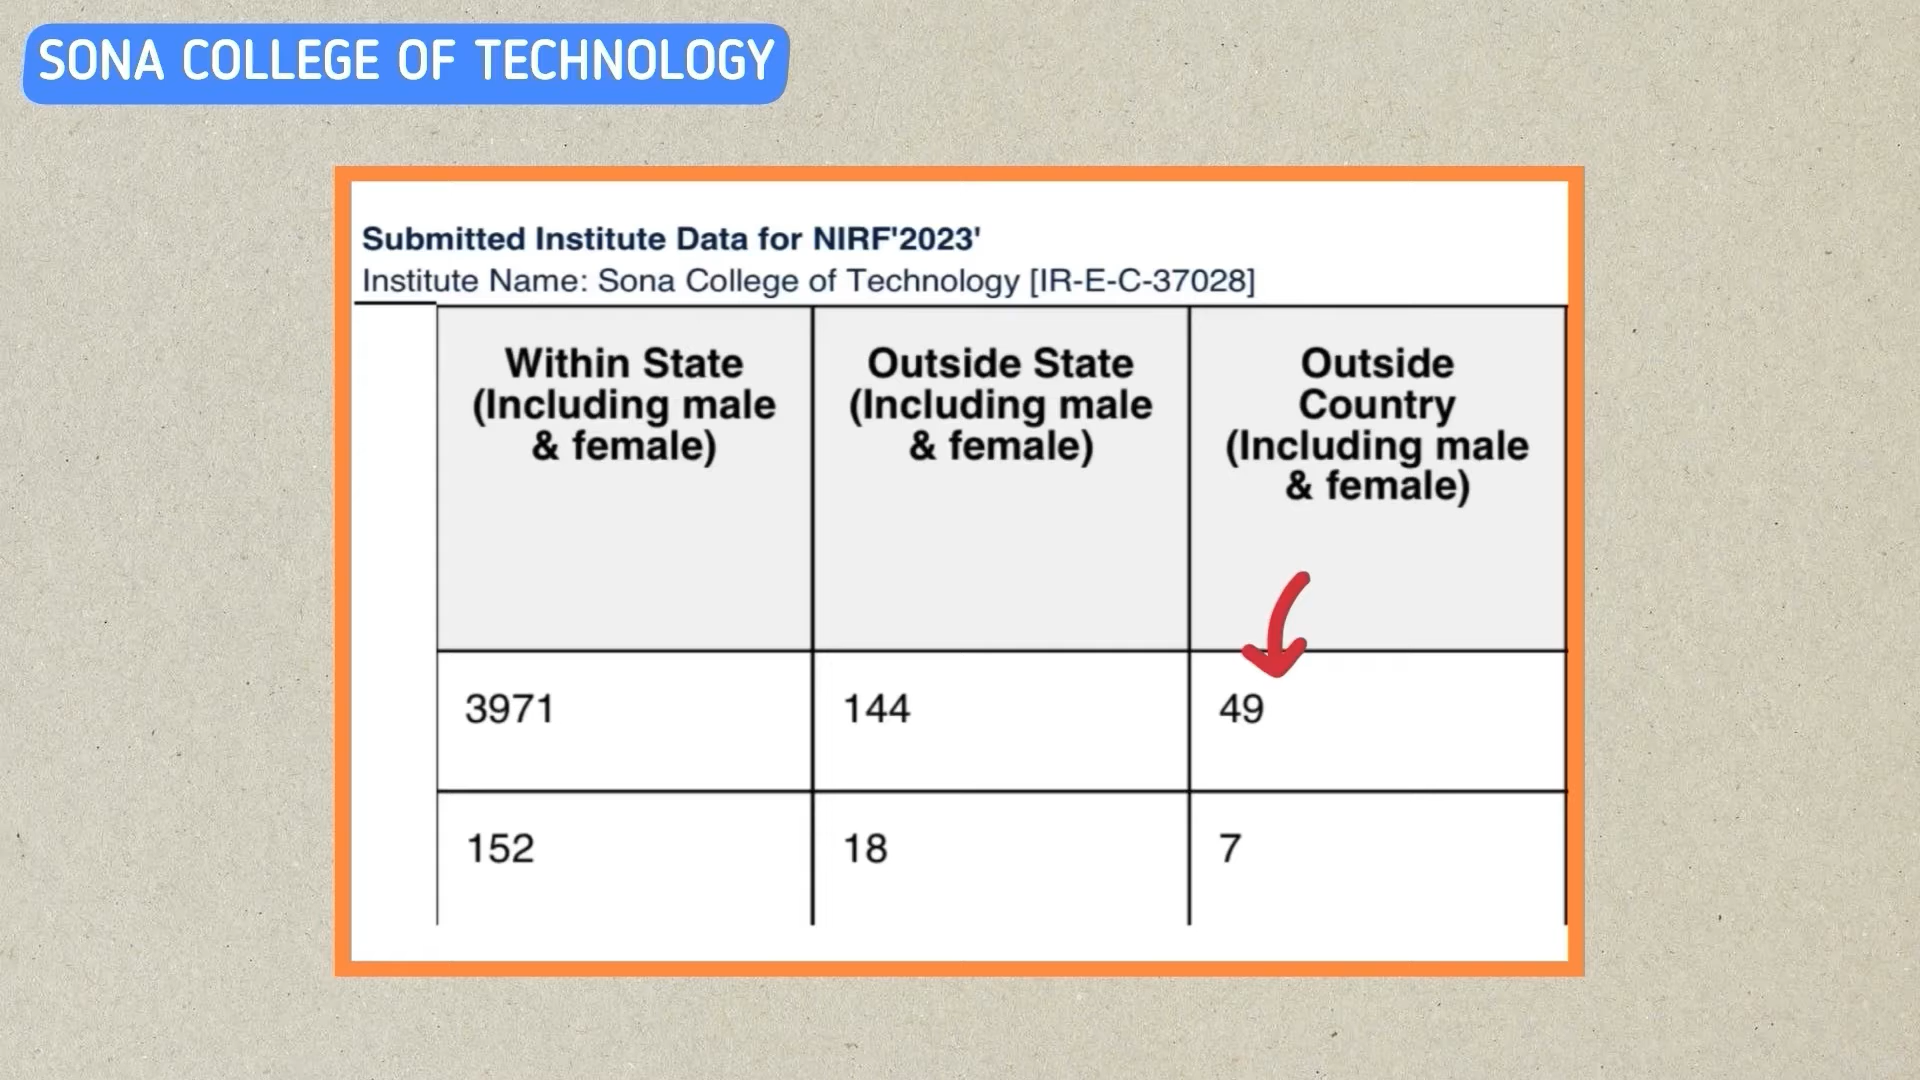 SONA COLLEGE OF TECHNOLOGY
Submitted Institute Data for NIRF'2023'
Institute Name: Sona College of Technology [IR-E-C-37028]
Within State
(Including male
& female)
Outside State
(Including male
& female)
Outside
Country
(Including male
& female)
3971
144
49
152
18
7